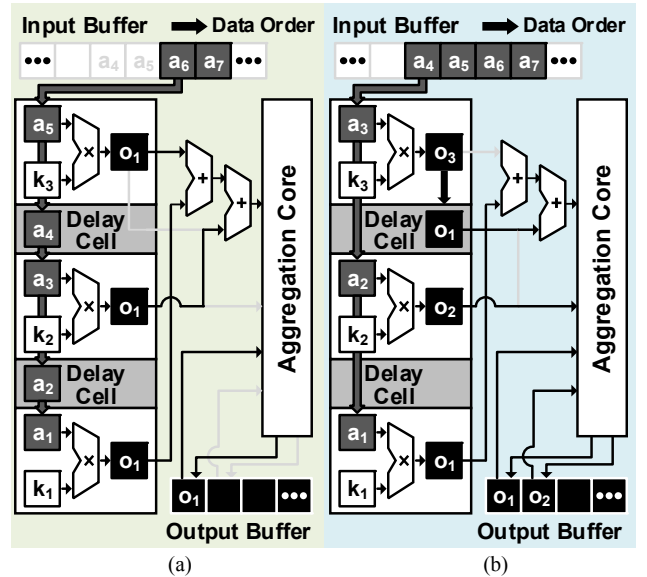 Input Buffer Data Order
••• a4 a5 a6 a7 •••
a5 × o1
k3
+
+
a4 Delay Cell
a3 × o1
k2
a2 Delay Cell
a1 × o1
k1
Aggregation Core
o1 •••
Output Buffer
(a)
Input Buffer Data Order
••• a4 a5 a6 a7 •••
a3 × o3
k3
+
+
Delay Cell o1
a2 × o2
k2
Delay Cell
a1 × o1
k1
Aggregation Core
o1 o2 •••
Output Buffer
(b)